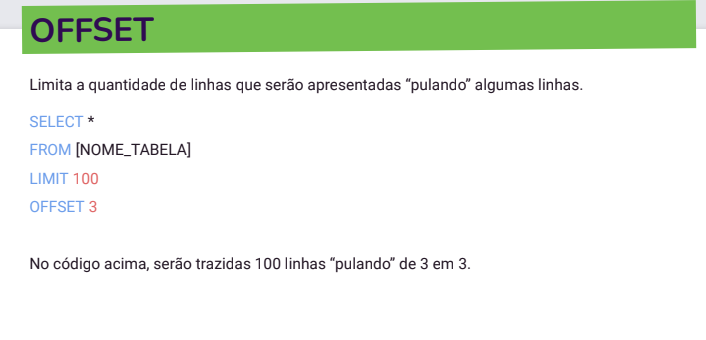 OFFSET
Limita a quantidade de linhas que serão apresentadas “pulando” algumas linhas.
SELECT *
FROM [NOME_TABELA]
LIMIT 100
OFFSET 3
No código acima, serão trazidas 100 linhas “pulando” de 3 em 3.